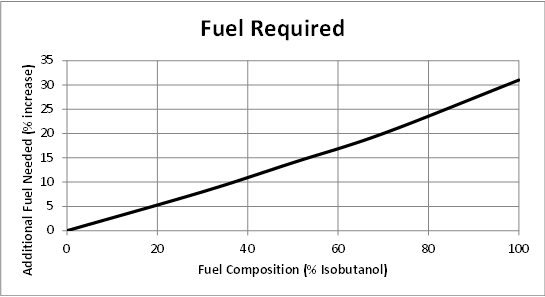 Fuel Required
Additional Fuel Needed (% increase)
35
30
25
20
15
10
5
0
0 20 40 60 80 100
Fuel Composition (% Isobutanol)